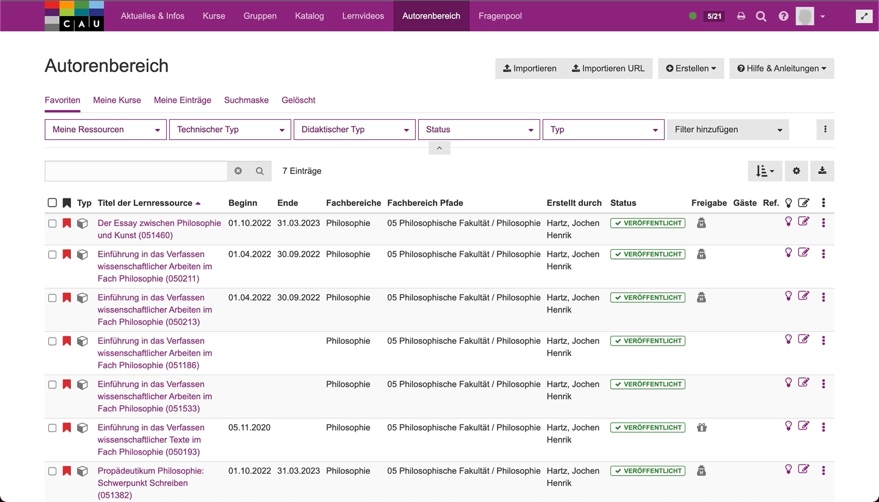 C A U
Aktuelles & Infos Kurse Gruppen Katalog Lernvideos Autorenbereich Fragenpool 5/21
Autorenbereich
Importieren Importieren URL Erstellen Hilfe & Anleitungen
Favoriten Meine Kurse Meine Einträge Suchmaske Gelöscht
Meine Ressourcen Technischer Typ Didaktischer Typ Status Typ Filter hinzufügen
7 Einträge
Typ Titel der Lernressource Beginn Ende Fachbereiche Fachbereich Pfade Erstellt durch Status Freigabe Gäste Ref.
Der Essay zwischen Philosophie 01.10.2022 31.03.2023 Philosophie 05 Philosophische Fakultät / Philosophie Hartz, Jochen VERÖFFENTLICHT
und Kunst (051460) Henrik
Einführung in das Verfassen 01.04.2022 30.09.2022 Philosophie 05 Philosophische Fakultät / Philosophie Hartz, Jochen VERÖFFENTLICHT
wissenschaftlicher Arbeiten im Henrik
Fach Philosophie (050211)
Einführung in das Verfassen 01.04.2022 30.09.2022 Philosophie 05 Philosophische Fakultät / Philosophie Hartz, Jochen VERÖFFENTLICHT
wissenschaftlicher Arbeiten im Henrik
Fach Philosophie (050213)
Einführung in das Verfassen Philosophie 05 Philosophische Fakultät / Philosophie Hartz, Jochen VERÖFFENTLICHT
wissenschaftlicher Arbeiten im Henrik
Fach Philosophie (051186)
Einführung in das Verfassen Philosophie 05 Philosophische Fakultät / Philosophie Hartz, Jochen VERÖFFENTLICHT
wissenschaftlicher Arbeiten im Henrik
Fach Philosophie (051533)
Einführung in das Verfassen 05.11.2020 Philosophie 05 Philosophische Fakultät / Philosophie Hartz, Jochen VERÖFFENTLICHT
wissenschaftlicher Texte im Henrik
Fach Philosophie (050193)
Propädeutikum Philosophie: 01.10.2022 31.03.2023 Philosophie 05 Philosophische Fakultät / Philosophie Hartz, Jochen VERÖFFENTLICHT
Schwerpunkt Schreiben Henrik
(051382)